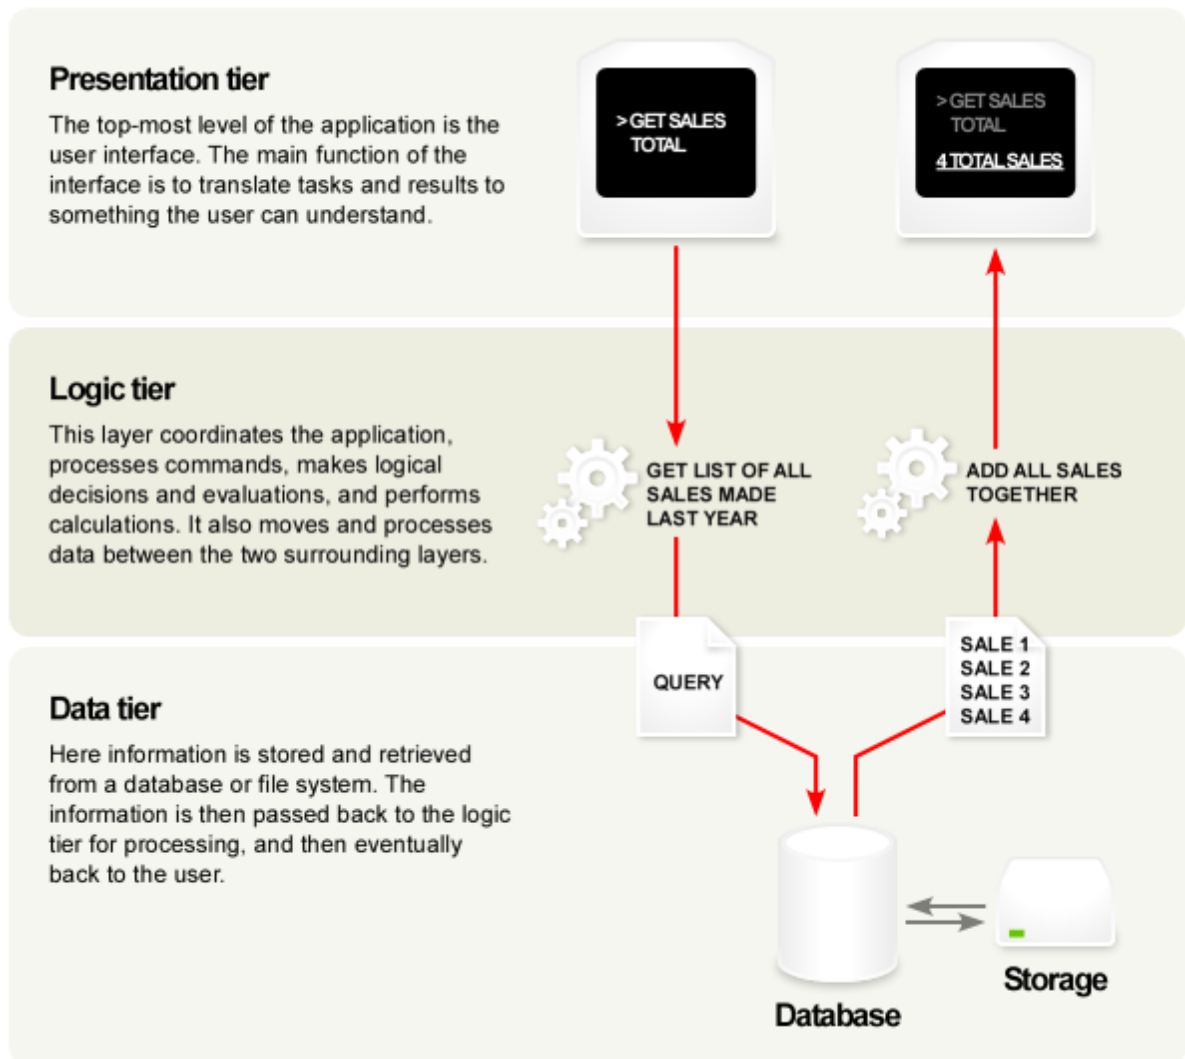 Presentation tier
The top-most level of the application is the
user interface. The main function of the
interface is to translate tasks and results to
something the user can understand.
>GET SALES
TOTAL
>GET SALES
TOTAL
4 TOTAL SALES
Logic tier
This layer coordinates the application,
processes commands, makes logical
decisions and evaluations, and performs
calculations. It also moves and processes
data between the two surrounding layers.
GET LIST OF ALL
SALES MADE
LAST YEAR
ADD ALL SALES
TOGETHER
Data tier
Here information is stored and retrieved
from a database or file system. The
information is then passed back to the logic
tier for processing, and then eventually
back to the user.
QUERY
SALE 1
SALE 2
SALE 3
SALE 4
Database
Storage